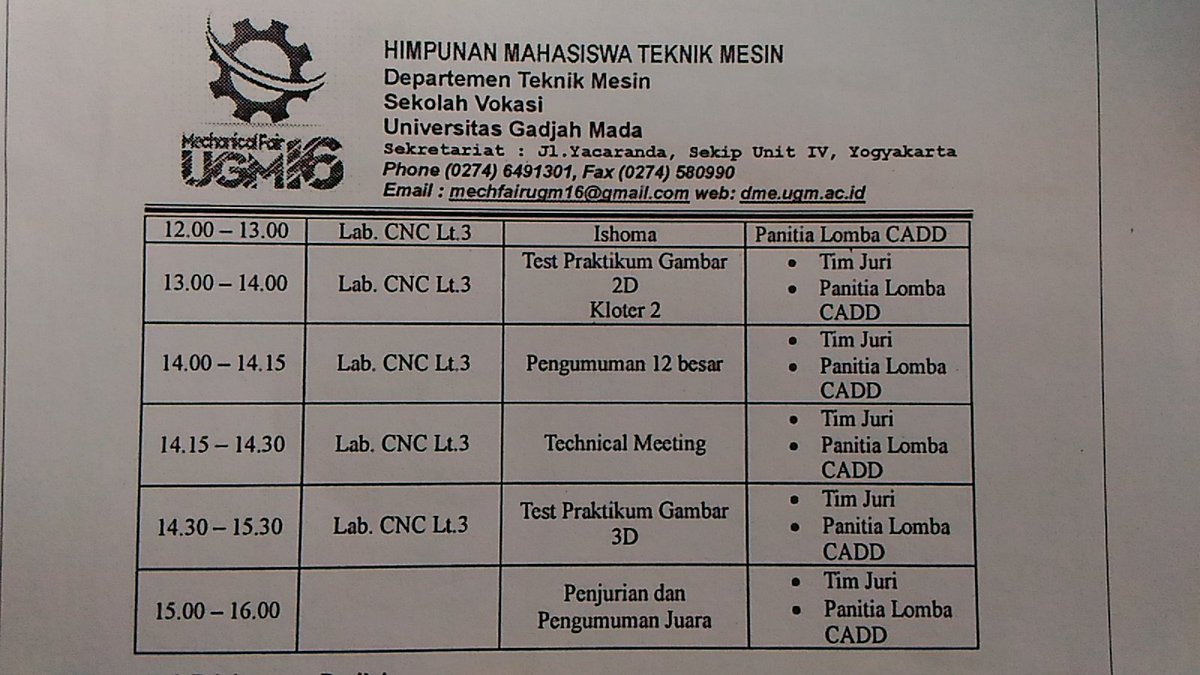 Mechanical Fair
UGM16
HIMPUNAN MAHASISWA TEKNIK MESIN
Departemen Teknik Mesin
Sekolah Vokasi
Universitas Gadjah Mada
Sekretariat : Jl.Yacaranda, Sekip Unit IV, Yogyakarta
Phone (0274) 6491301, Fax (0274) 580990
Email : mechfairugm16@gmail.com web: dme.ugm.ac.id
12.00 – 13.00 Lab. CNC Lt.3 Ishoma Panitia Lomba CADD
13.00 – 14.00 Lab. CNC Lt.3
Test Praktikum Gambar
2D
Kloter 2
• Tim Juri
• Panitia Lomba
CADD
14.00 – 14.15 Lab. CNC Lt.3 Pengumuman 12 besar
• Tim Juri
• Panitia Lomba
CADD
14.15 – 14.30 Lab. CNC Lt.3 Technical Meeting
• Tim Juri
• Panitia Lomba
CADD
14.30 – 15.30 Lab. CNC Lt.3
Test Praktikum Gambar
3D
• Tim Juri
• Panitia Lomba
CADD
15.00 – 16.00
Penjurian dan
Pengumuman Juara
• Tim Juri
• Panitia Lomba
CADD